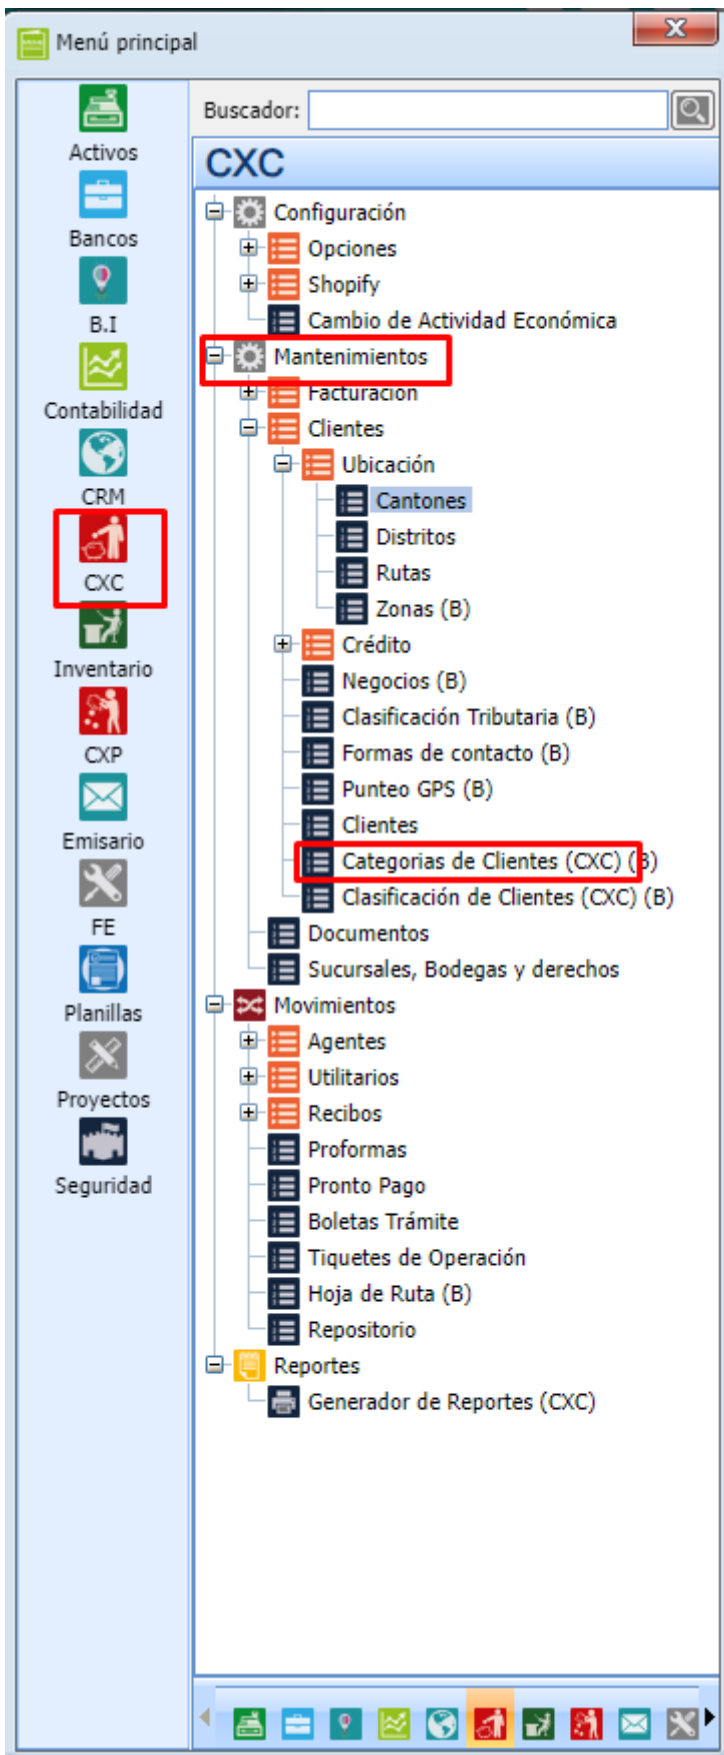 Menú principal
Activos
Bancos
B.I
Contabilidad
CRM
CXC
Inventario
CXP
Emisario
FE
Planillas
Proyectos
Seguridad
Buscador:
CXC
Configuración
Opciones
Shopify
Cambio de Actividad Económica
Mantenimientos
Facturación
Clientes
Ubicación
Cantones
Distritos
Rutas
Zonas (B)
Crédito
Negocios (B)
Clasificación Tributaria (B)
Formas de contacto (B)
Punteo GPS (B)
Clientes
Categorias de Clientes (CXC) (B)
Clasificación de Clientes (CXC) (B)
Documentos
Sucursales, Bodegas y derechos
Movimientos
Agentes
Utilitarios
Recibos
Proformas
Pronto Pago
Boletas Trámite
Tiquetes de Operación
Hoja de Ruta (B)
Repositorio
Reportes
Generador de Reportes (CXC)